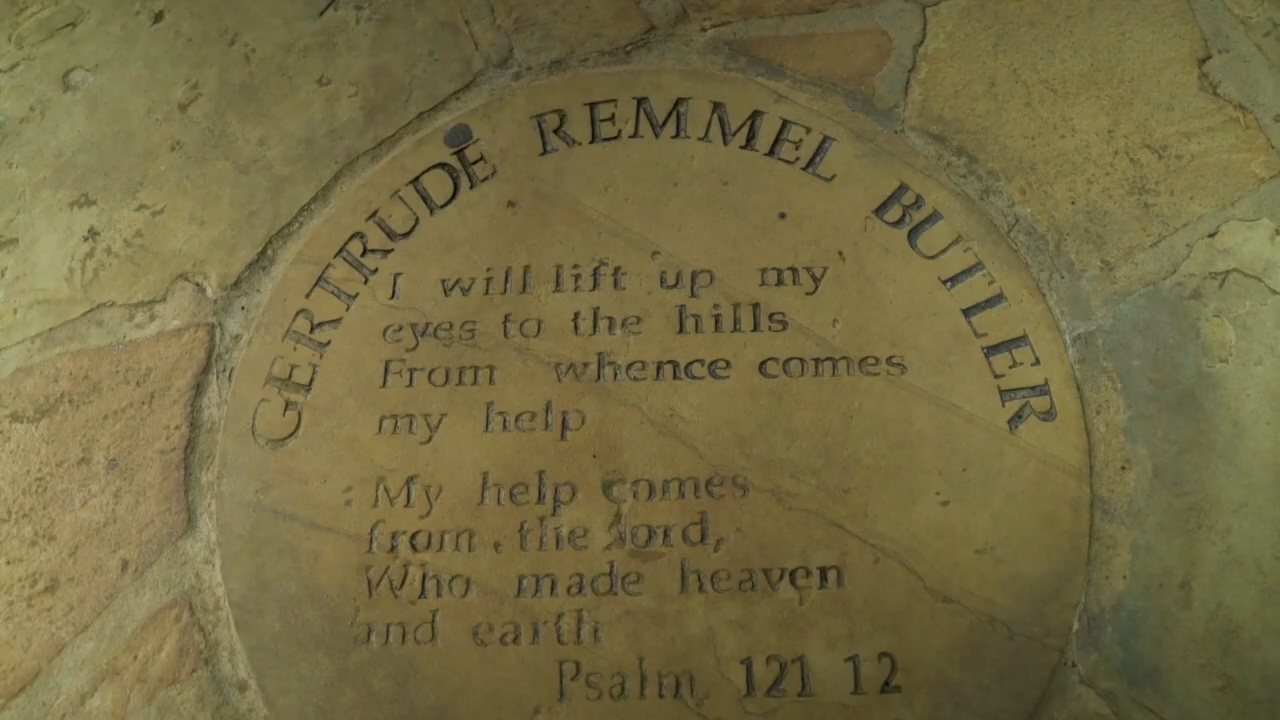 GERTRUDE REMMEL BUTLER
I will lift up my
eyes to the hills
From whence comes
my help
My help comes
from the lord,
Who made heaven
and earth
Psalm 121 12